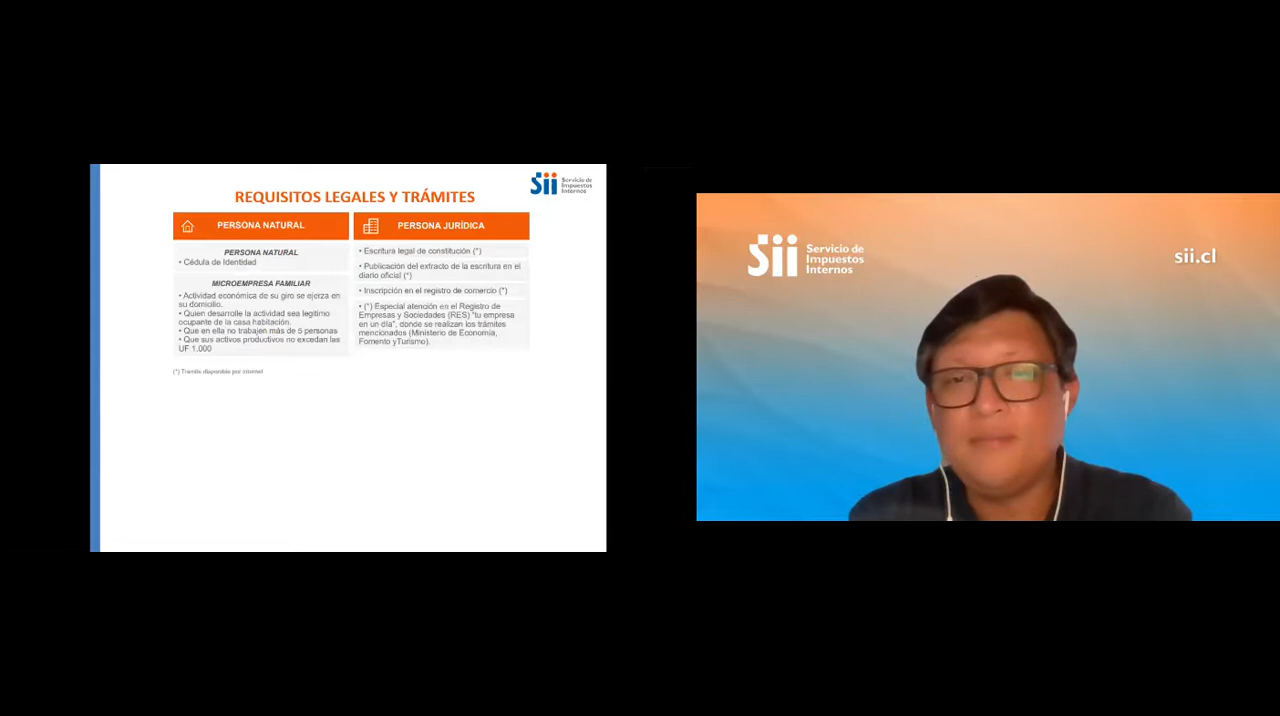 Sii Servicio de
Impuestos
Internos
REQUISITOS LEGALES Y TRÁMITES
PERSONA NATURAL
PERSONA NATURAL
• Cédula de Identidad
MICROEMPRESA FAMILIAR
• Actividad económica de su giro se ejerza en
su domicilio.
• Quien desarrolle la actividad sea legítimo
ocupante de la casa habitación.
• Que en ella no trabajen más de 5 personas
• Que sus activos productivos no excedan las
UF 1.000
PERSONA JURÍDICA
• Escritura legal de constitución (*)
• Publicación del extracto de la escritura en el
diario oficial (*)
• Inscripción en el registro de comercio (*)
• (*) Especial atención en el Registro de
Empresas y Sociedades (RES) "tu empresa
en un día", donde se realizan los trámites
mencionados (Ministerio de Economía,
Fomento yTurismo).
(*) Tramite disponible por internet
Sii Servicio de
Impuestos
Internos
sii.cl